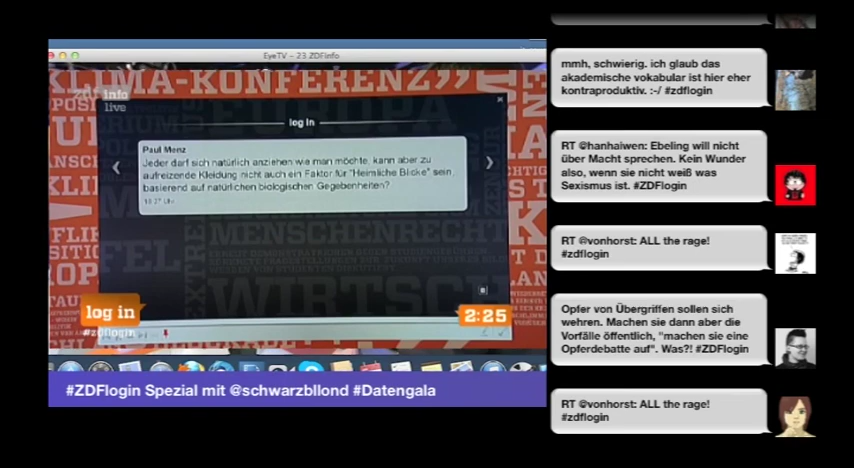 EyeTV – 23 ZDFinfo
KLIMA-KONFERENZ
zdf info
live
EUROPA
log in
Paul Menz
Jeder darf sich natürlich anziehen wie man möchte, kann aber zu
aufreizende Kleidung nicht auch ein Faktor für "Heimliche Blicke" sein,
basierend auf natürlichen biologischen Gegebenheiten?
MENSCHENRECHT
WIRTSCH
log in
#zdflogin
2:25
#ZDFlogin Spezial mit @schwarzbllond #Datengala
mmh, schwierig. ich glaub das
akademische vokabular ist hier eher
kontraproduktiv. :-/ #zdflogin
RT @hanhaiwen: Ebeling will nicht
über Macht sprechen. Kein Wunder
also, wenn sie nicht weiß was
Sexismus ist. #ZDFlogin
RT @vonhorst: ALL the rage!
#zdflogin
Opfer von Übergriffen sollen sich
wehren. Machen sie dann aber die
Vorfälle öffentlich, "machen sie eine
Opferdebatte auf". Was?! #ZDFlogin
RT @vonhorst: ALL the rage!
#zdflogin